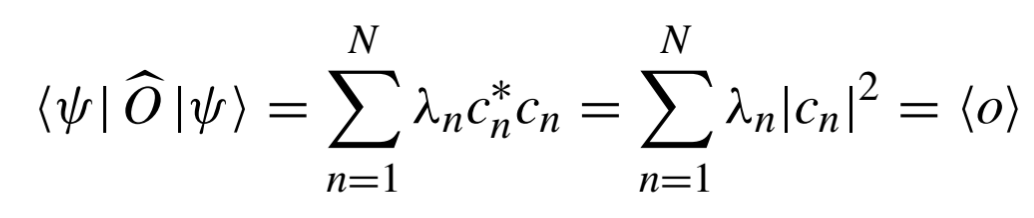 ⟨ψ| Ô |ψ⟩ = ∑_{n=1}^{N} λ_n c_n^* c_n = ∑_{n=1}^{N} λ_n |c_n|^2 = ⟨o⟩